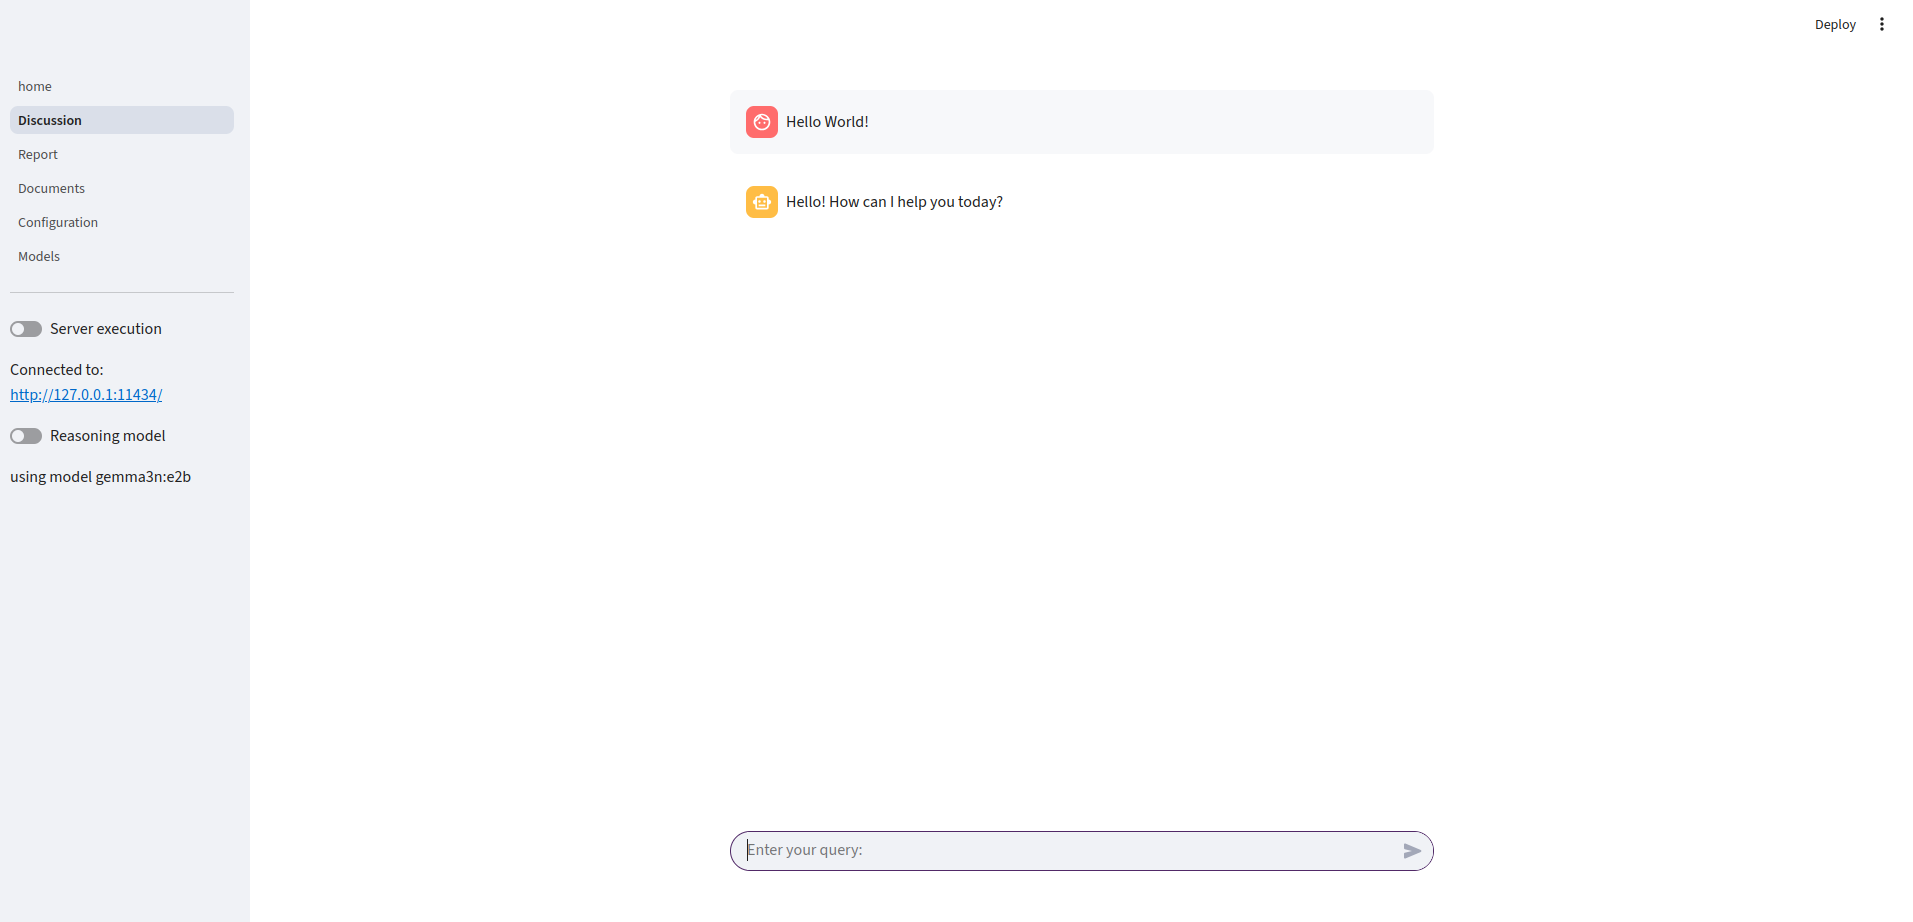 Deploy
home
Discussion
Report
Documents
Configuration
Models
Server execution
Connected to:
http://127.0.0.1:11434/
Reasoning model
using model gemma3n:e2b
Hello World!
Hello! How can I help you today?
Enter your query: